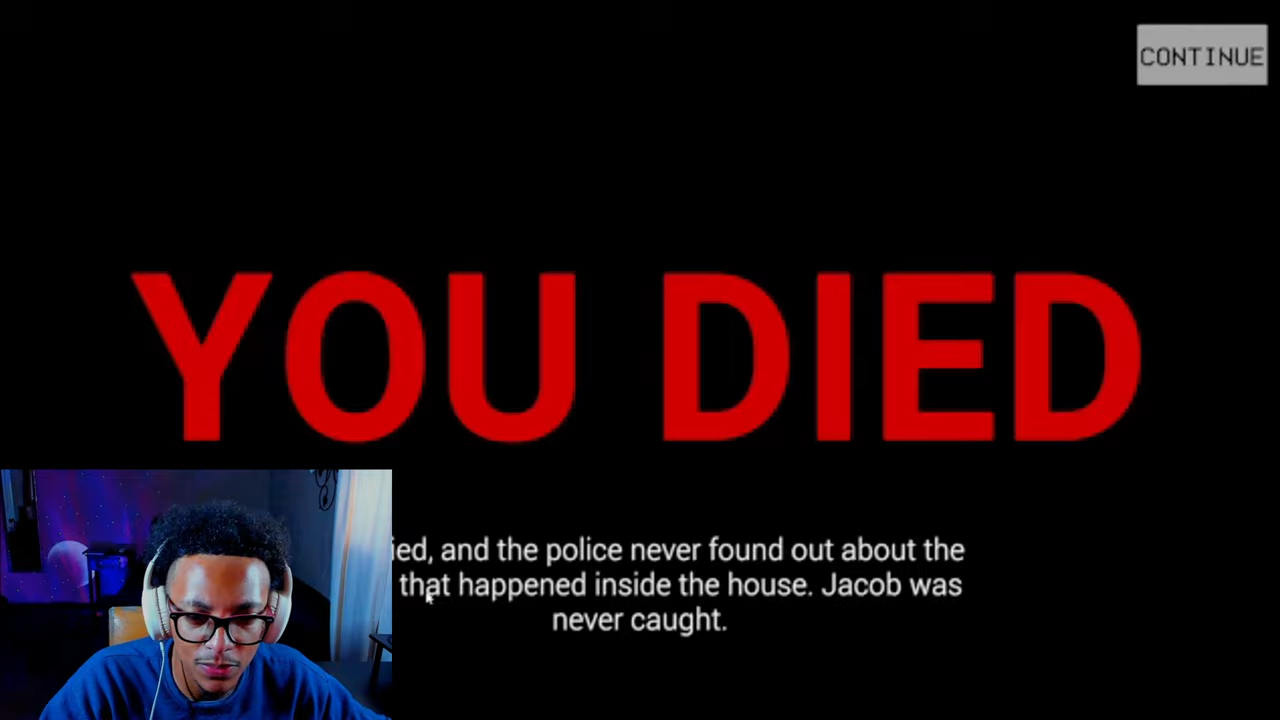 CONTINUE
YOU DIED
and the police never found out about the
that happened inside the house. Jacob was
never caught.